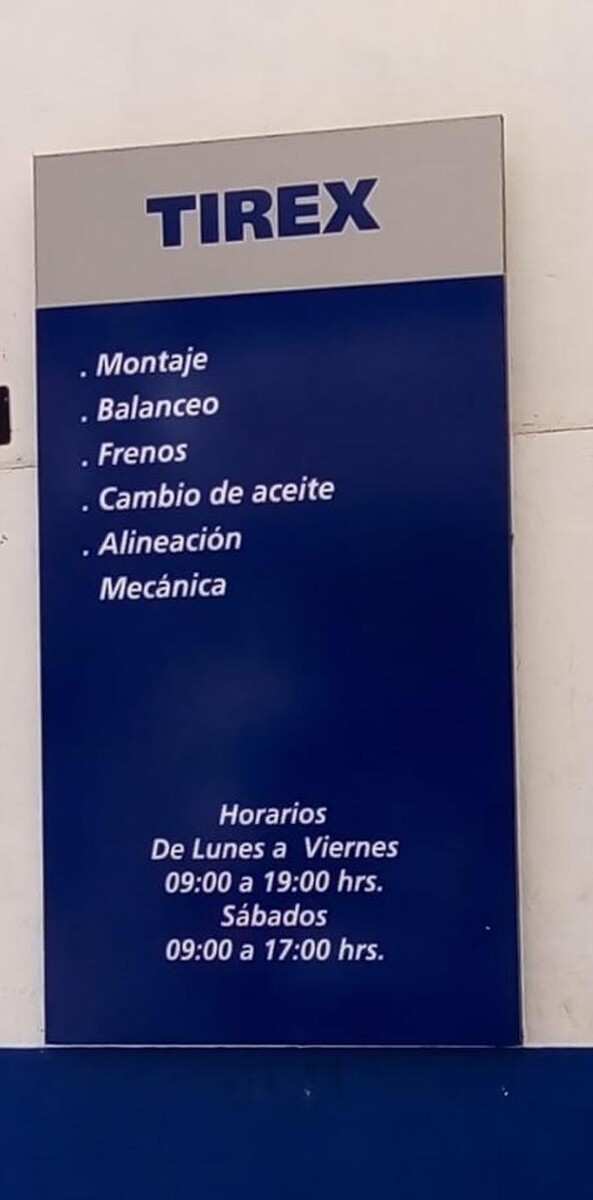 TIREX
. Montaje
. Balanceo
. Frenos
. Cambio de aceite
. Alineación
Mecánica
Horarios
De Lunes a Viernes
09:00 a 19:00 hrs.
Sábados
09:00 a 17:00 hrs.